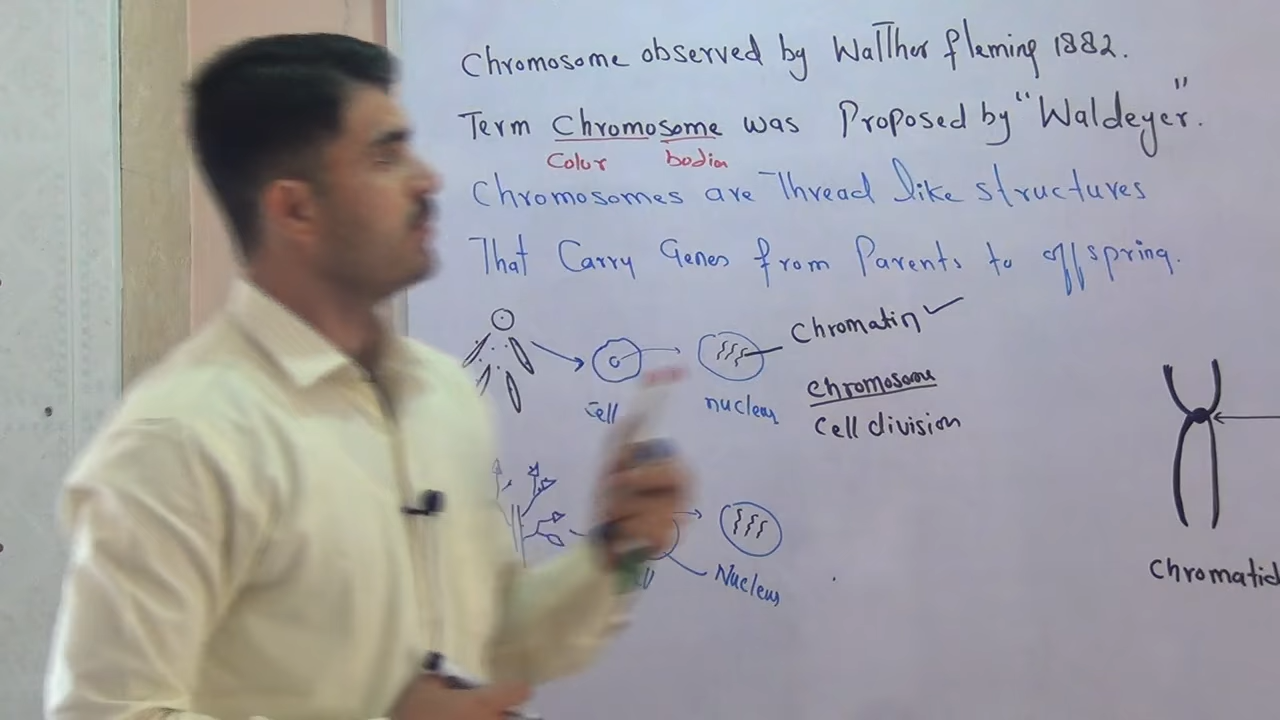 Chromosome observed by Walther fleming 1882.
Term Chromosome was Proposed by "Waldeyer".
Color bodies
Chromosomes are Thread like structures
That Carry Genes from Parents to offspring.
Chromatin ✓
Cell nucleus Chromosome
Cell division
Nucleus
Chromatid